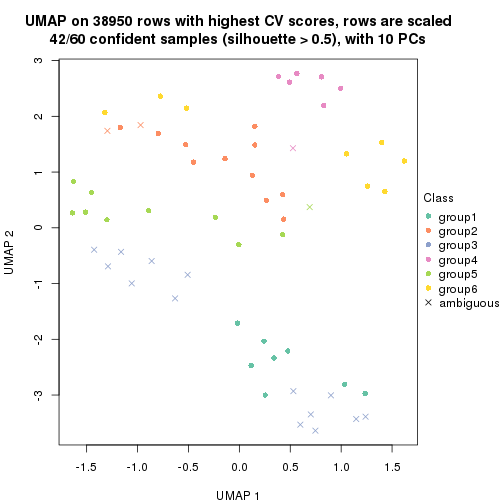 UMAP on 38950 rows with highest CV scores, rows are scaled
42/60 confident samples (silhouette > 0.5), with 10 PCs
3
2
1
0
-1
-2
-3
UMAP 2
-1.5
-1.0
-0.5
0.0
0.5
1.0
1.5
UMAP 1
Class
group1
group2
group3
group4
group5
group6
ambiguous